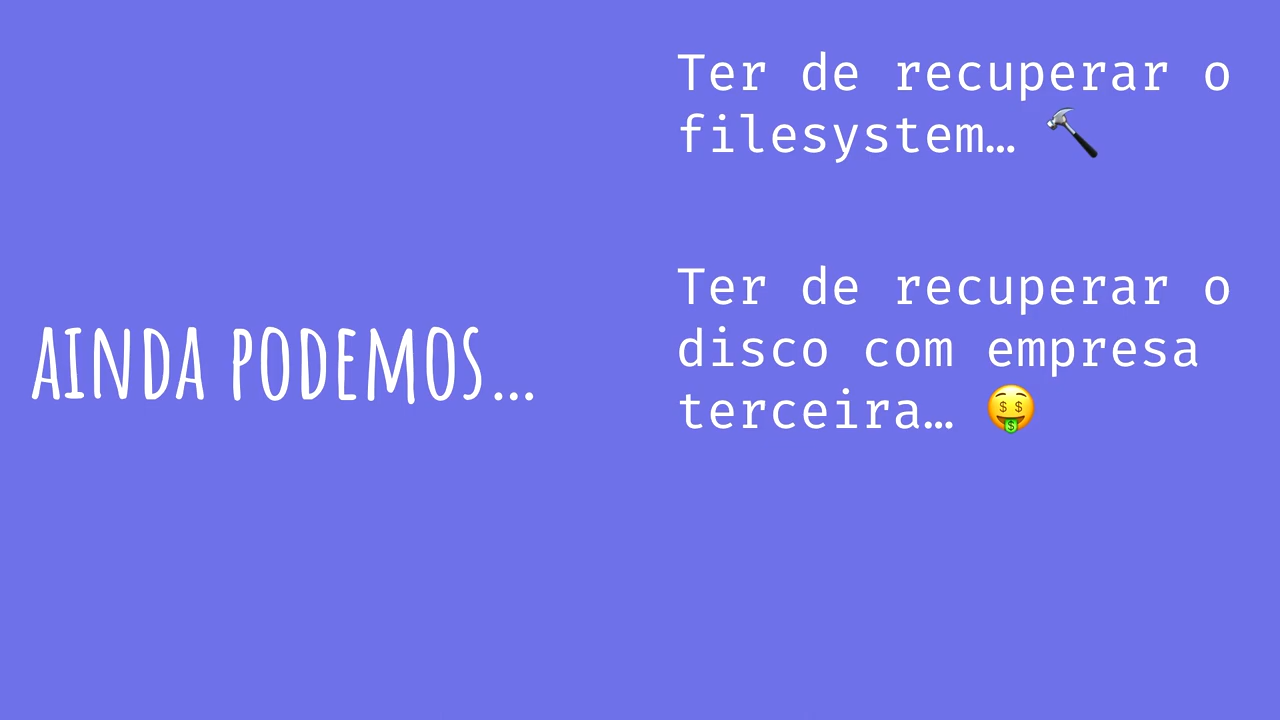 AINDA PODEMOS…
Ter de recuperar o
filesystem… 🔨
Ter de recuperar o
disco com empresa
terceira… 🤑